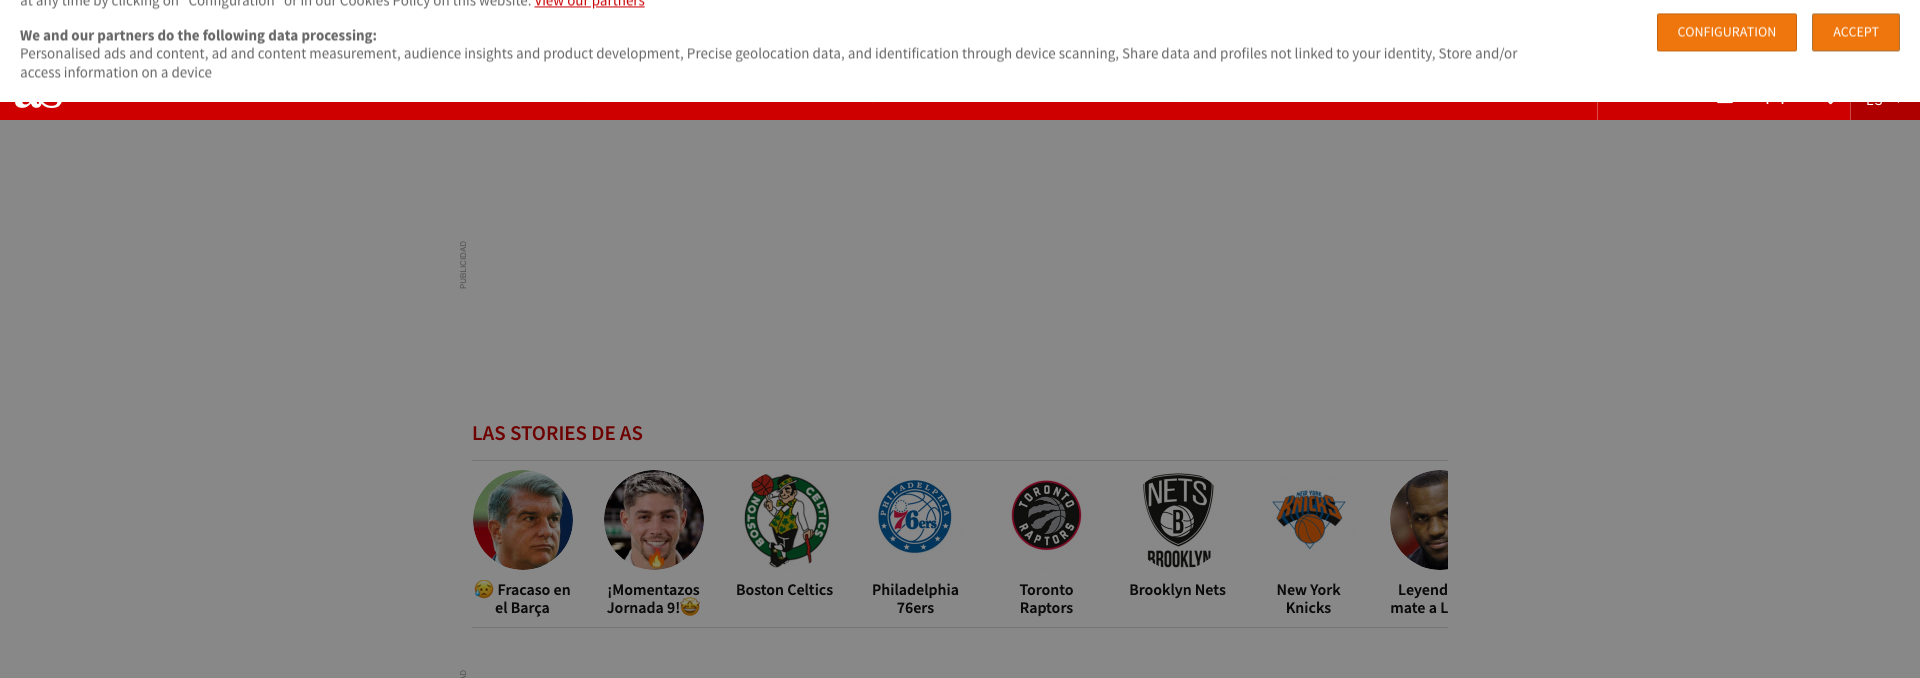 at any time by clicking on "Configuration" or in our Cookies Policy on this website. View our partners
We and our partners do the following data processing:
Personalised ads and content, ad and content measurement, audience insights and product development, Precise geolocation data, and identification through device scanning, Share data and profiles not linked to your identity, Store and/or
access information on a device
CONFIGURATION
ACCEPT
as
ES
PUBLICIDAD
LAS STORIES DE AS
BOSTON CELTICS
PHILADELPHIA
76ers
TORONTO
RAPTORS
NETS
B
BROOKLYN
NEW YORK
KNICKS
😥 Fracaso en
el Barça
¡Momentazos
Jornada 9!🤩
Boston Celtics
Philadelphia
76ers
Toronto
Raptors
Brooklyn Nets
New York
Knicks
Leyend
mate a L